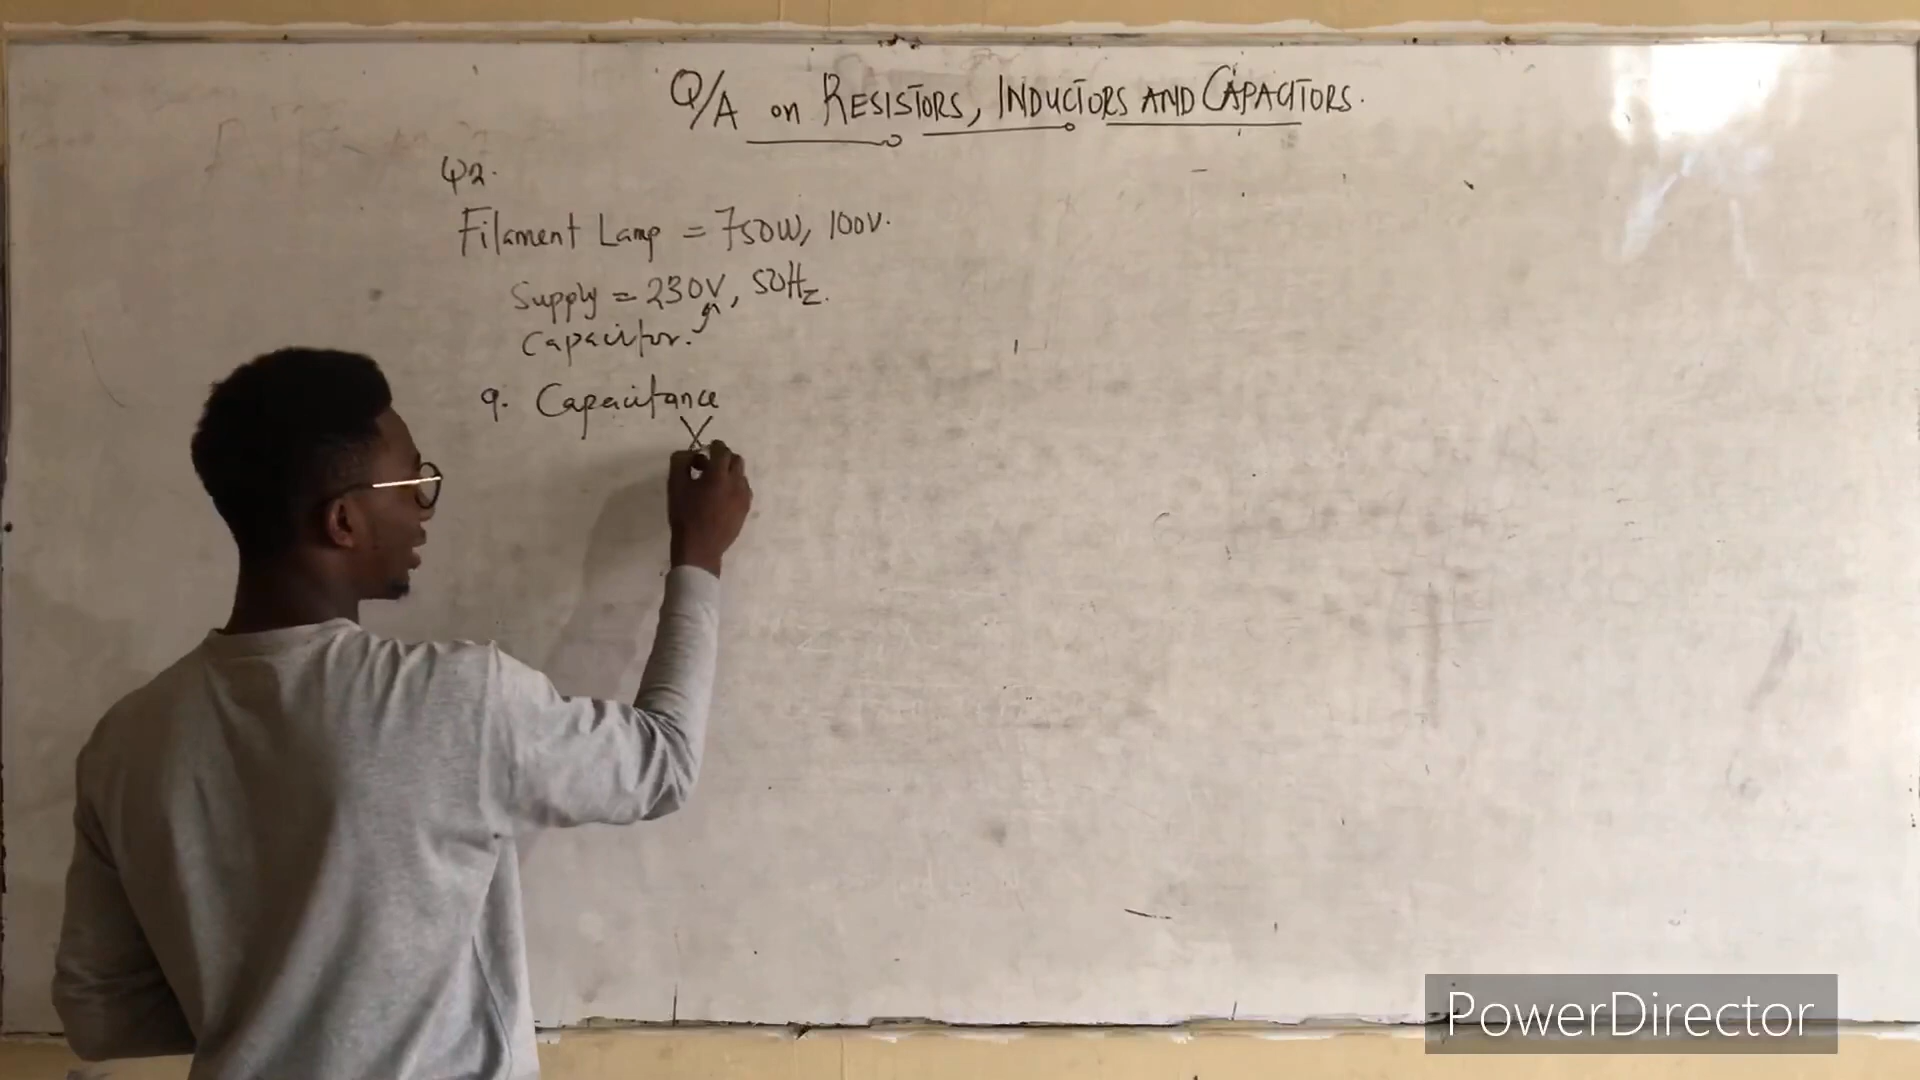 Q/A on RESISTORS, INDUCTORS AND CAPACITORS.
Q2.
Filament Lamp = 750W, 100V.
Supply = 230V, 50Hz.
Capacitor.
a. Capacitance
X
PowerDirector